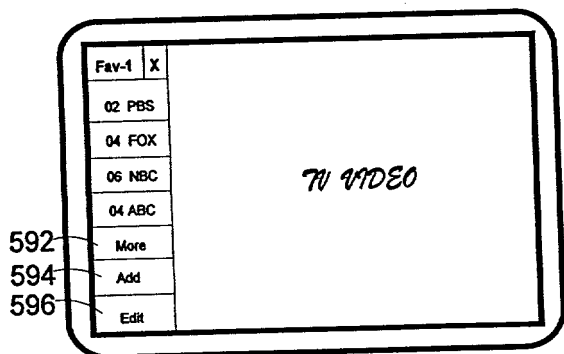 Fav-1 X
02 PBS
04 FOX
06 NBC
TV VIDEO
04 ABC
592 More
594 Add
596 Edit